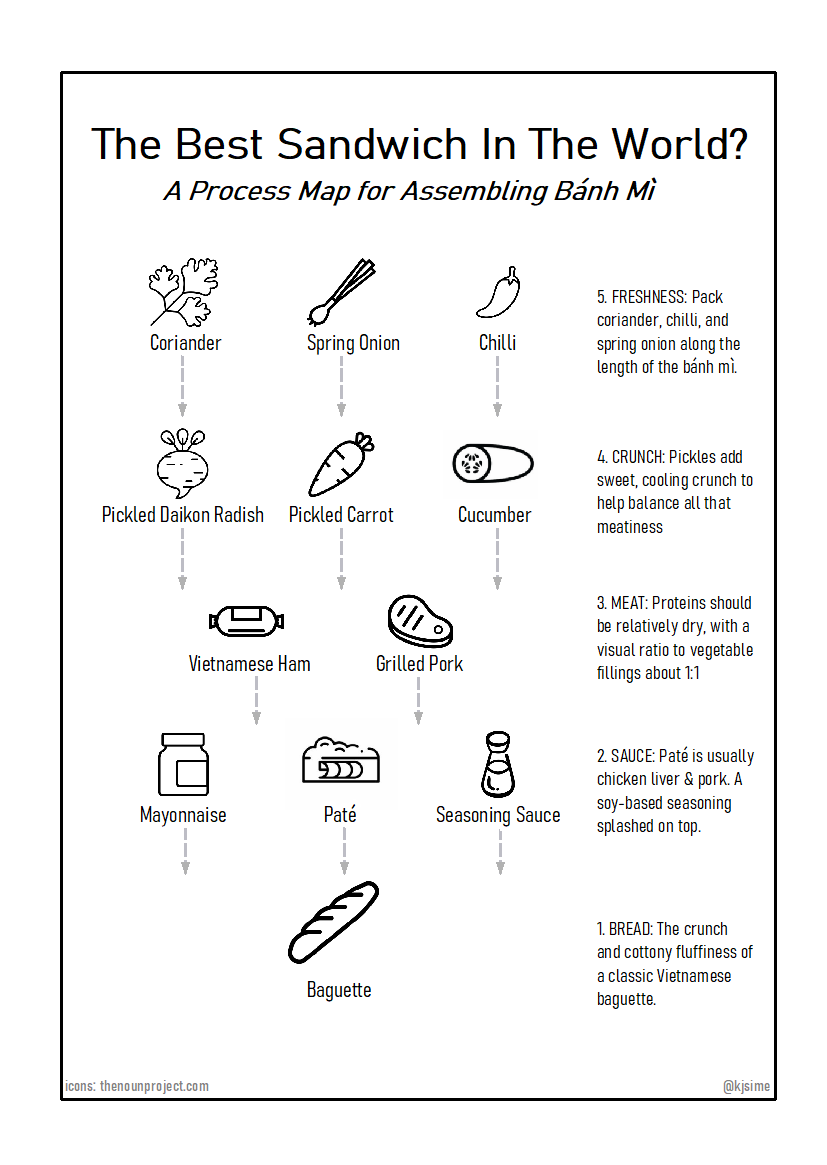 The Best Sandwich In The World?
A Process Map for Assembling Bánh Mì
Coriander
Spring Onion
Chilli
5. FRESHNESS: Pack
coriander, chilli, and
spring onion along the
length of the bánh mì.
Pickled Daikon Radish
Pickled Carrot
Cucumber
4. CRUNCH: Pickles add
sweet, cooling crunch to
help balance all that
meatiness
Vietnamese Ham
Grilled Pork
3. MEAT: Proteins should
be relatively dry, with a
visual ratio to vegetable
fillings about 1:1
Mayonnaise
Paté
Seasoning Sauce
2. SAUCE: Paté is usually
chicken liver & pork. A
soy-based seasoning
splashed on top.
Baguette
1. BREAD: The crunch
and cottony fluffiness of
a classic Vietnamese
baguette.
icons: thenounproject.com
@kjsime